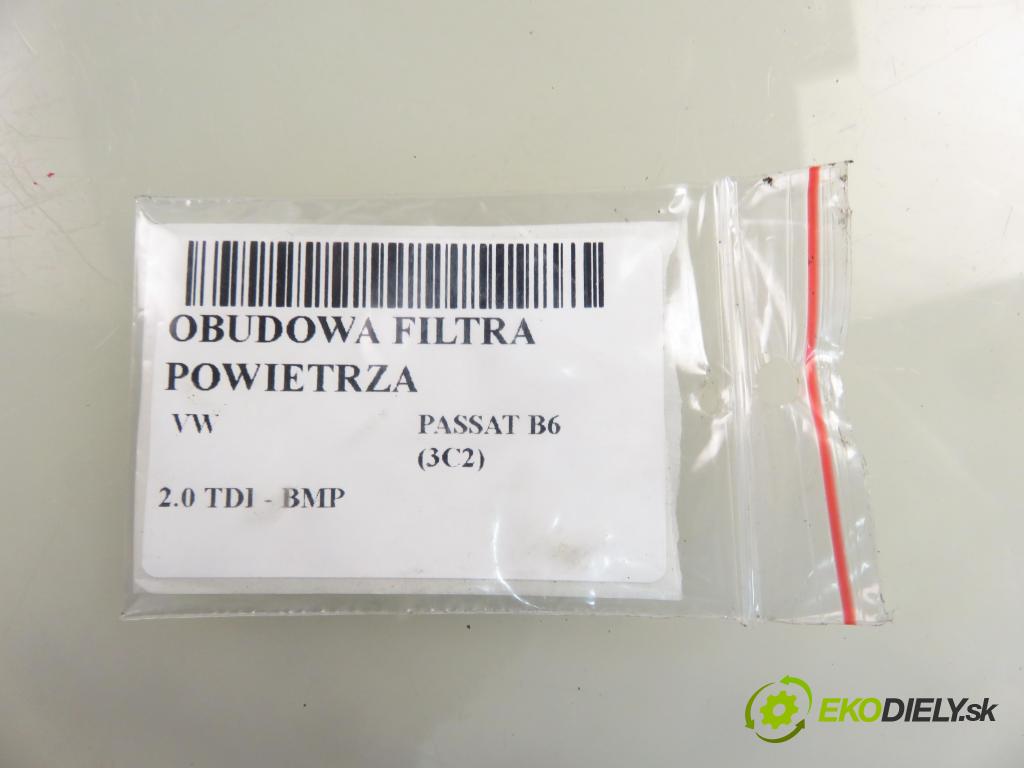 OBUDOWA FILTRA
POWIETRZA
VW PASSAT B6
(3C2)
2.0 TDI - BMP
EKODIELY.sk